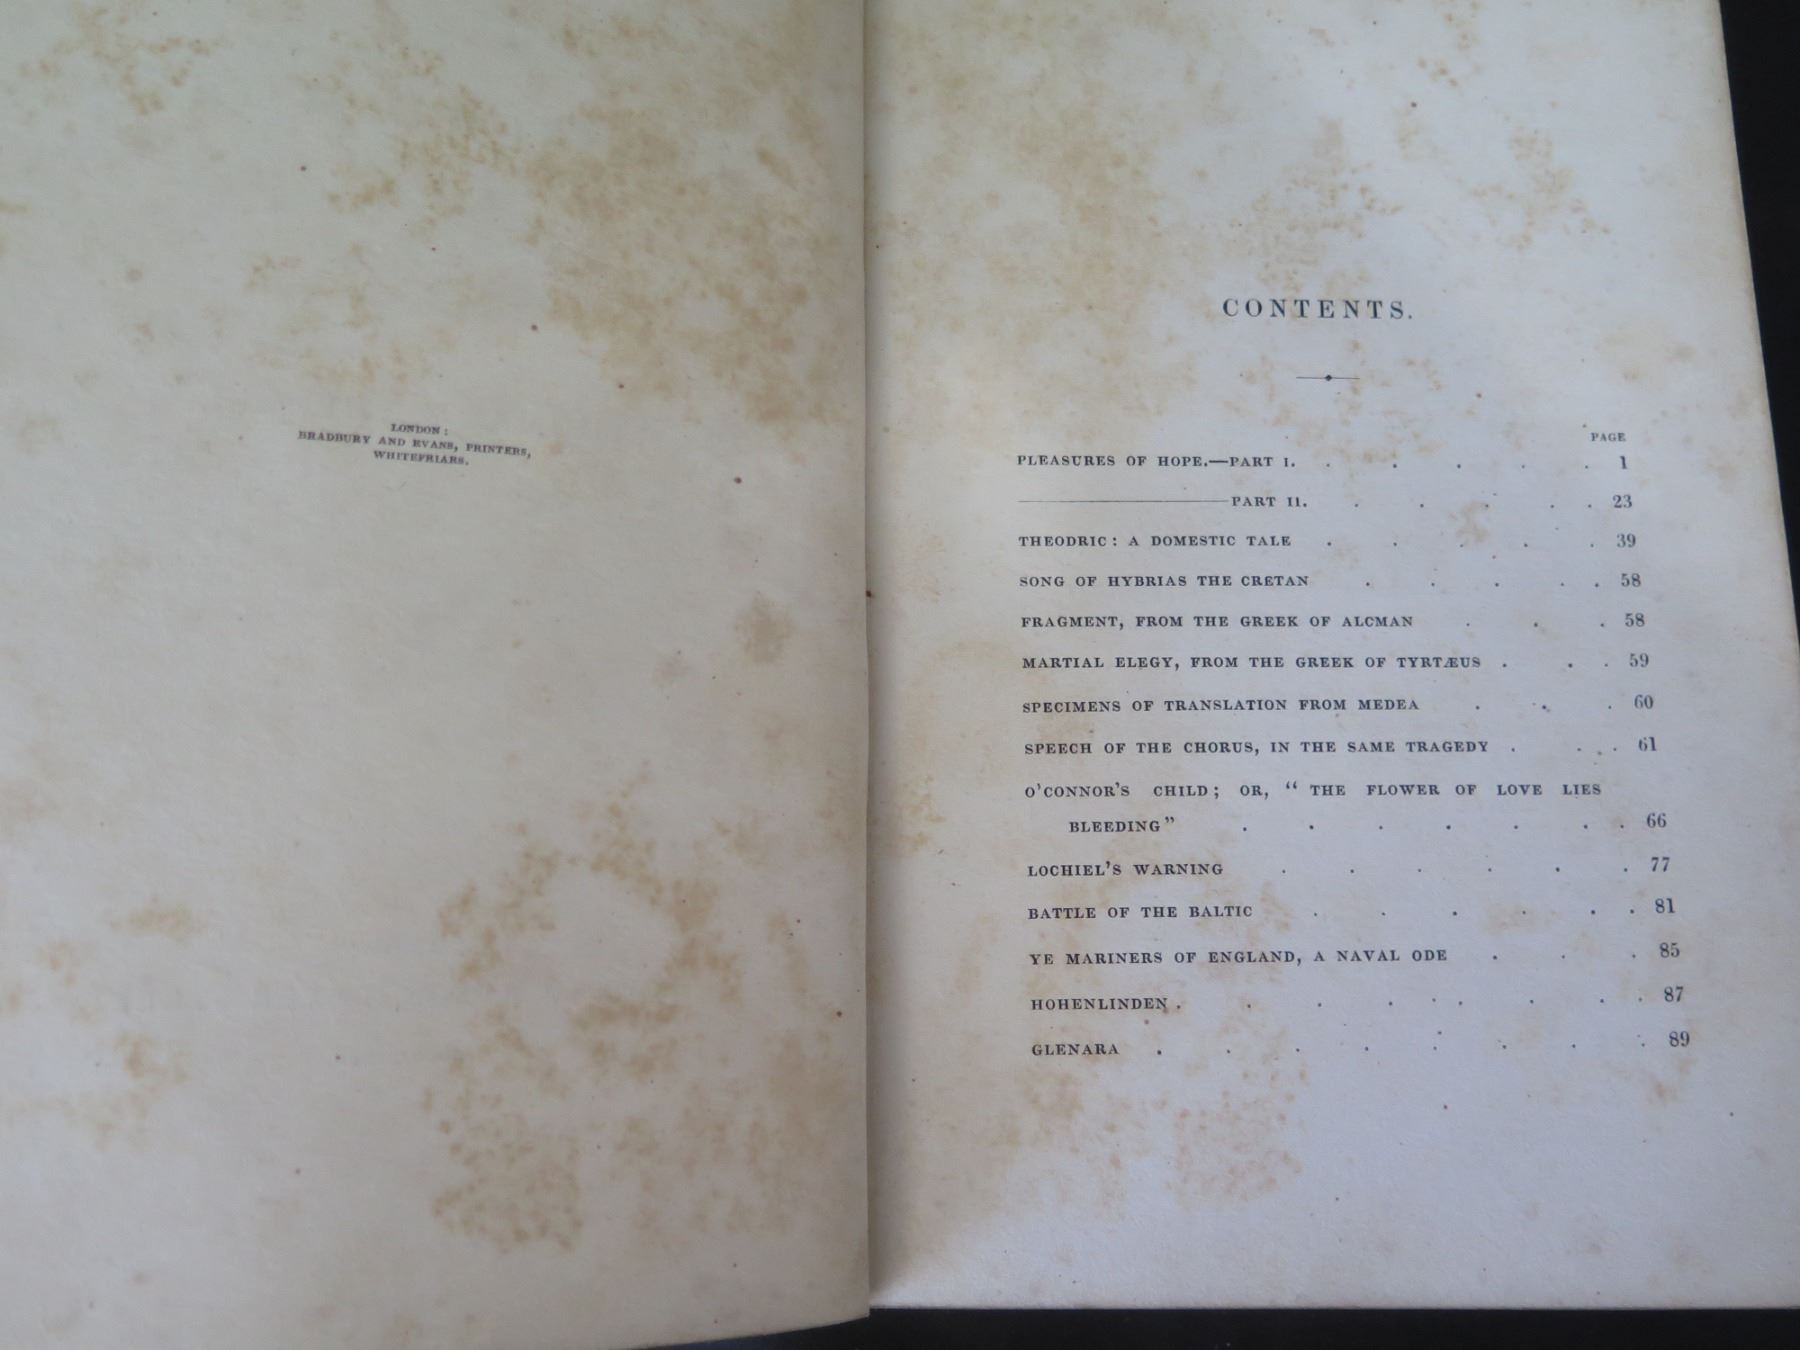 LONDON:
BRADBURY AND EVANS, PRINTERS,
WHITEFRIARS.
CONTENTS.
PAGE
PLEASURES OF HOPE.—PART I. . . . . . 1
——————PART II. . . . . . 23
THEODRIC: A DOMESTIC TALE . . . . . 39
SONG OF HYBRIAS THE CRETAN . . . . . 58
FRAGMENT, FROM THE GREEK OF ALCMAN . . . 58
MARTIAL ELEGY, FROM THE GREEK OF TYRTÆUS . . . 59
SPECIMENS OF TRANSLATION FROM MEDEA . . . 60
SPEECH OF THE CHORUS, IN THE SAME TRAGEDY . . . 61
O'CONNOR'S CHILD; OR, "THE FLOWER OF LOVE LIES
BLEEDING" . . . . . . . 66
LOCHIEL'S WARNING . . . . . . 77
BATTLE OF THE BALTIC . . . . . . 81
YE MARINERS OF ENGLAND, A NAVAL ODE . . . 85
HOHENLINDEN . . . . . . . . 87
GLENARA . . . . . . . . 89